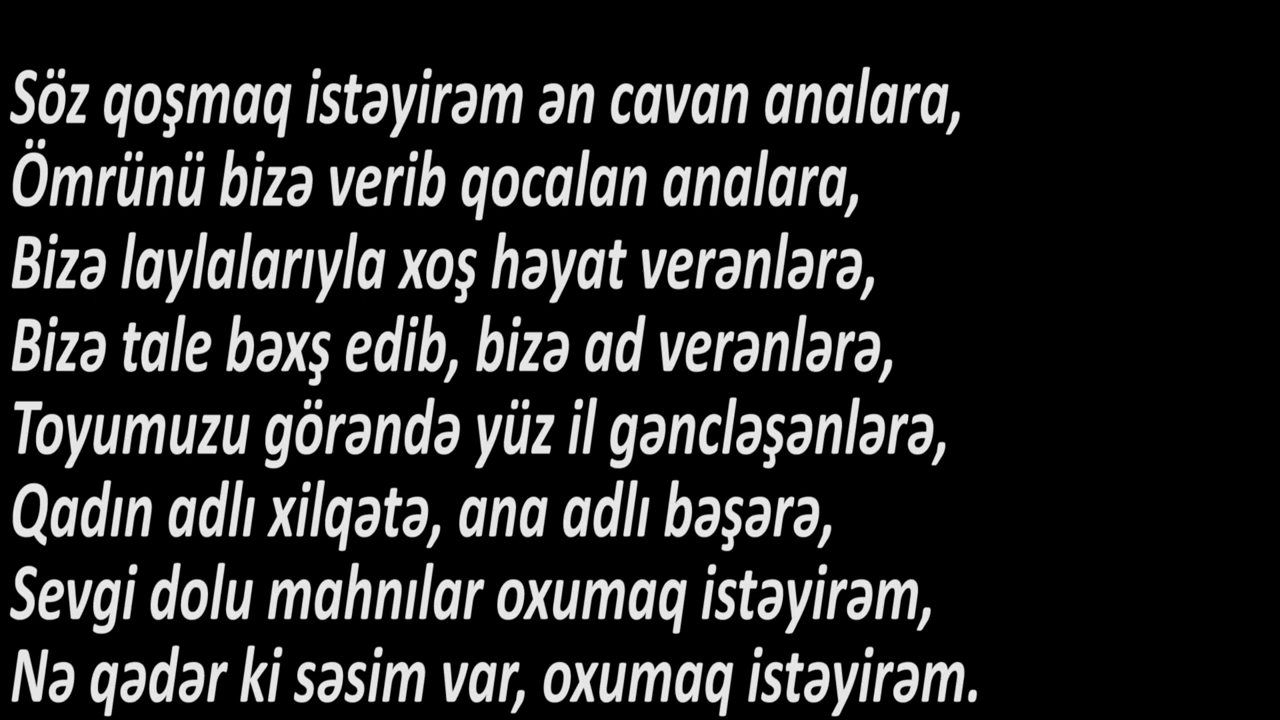 Söz qoşmaq istəyirəm ən cavan analara,
Ömrünü bizə verib qocalan analara,
Bizə laylalarıyla xoş həyat verənlərə,
Bizə tale bəxş edib, bizə ad verənlərə,
Toyumuzu görəndə yüz il gəncləşənlərə,
Qadın adlı xilqətə, ana adlı bəşərə,
Sevgi dolu mahnılar oxumaq istəyirəm,
Nə qədər ki səsim var, oxumaq istəyirəm.